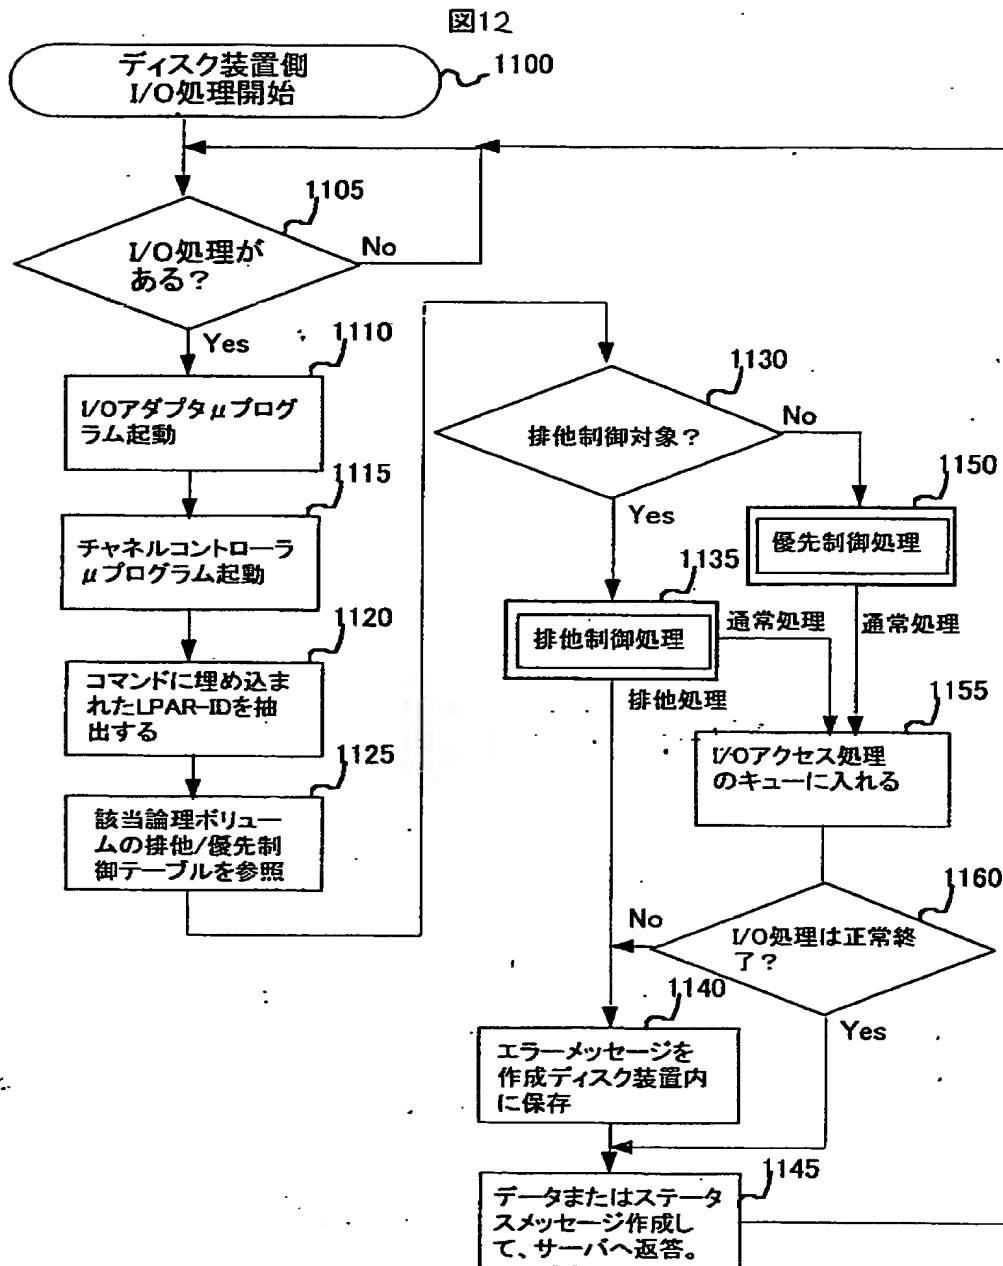 図12
ディスク装置側
I/O処理開始
1100
1105
I/O処理が
ある？
No
Yes
1110
I/Oアダプタμプログ
ラム起動
1115
チャネルコントローラ
μプログラム起動
1120
コマンドに埋め込ま
れたLPAR-IDを抽
出する
1125
該当論理ボリュー
ムの排他/優先制
御テーブルを参照
1130
排他制御対象？
No
Yes
1150
優先制御処理
通常処理
1135
排他制御処理
通常処理
排他処理
1155
I/Oアクセス処理
のキューに入れる
1160
I/O処理は正常終
了？
No
Yes
1140
エラーメッセージを
作成ディスク装置内
に保存
1145
データまたはステータ
スメッセージ作成し
て、サーバへ返答。